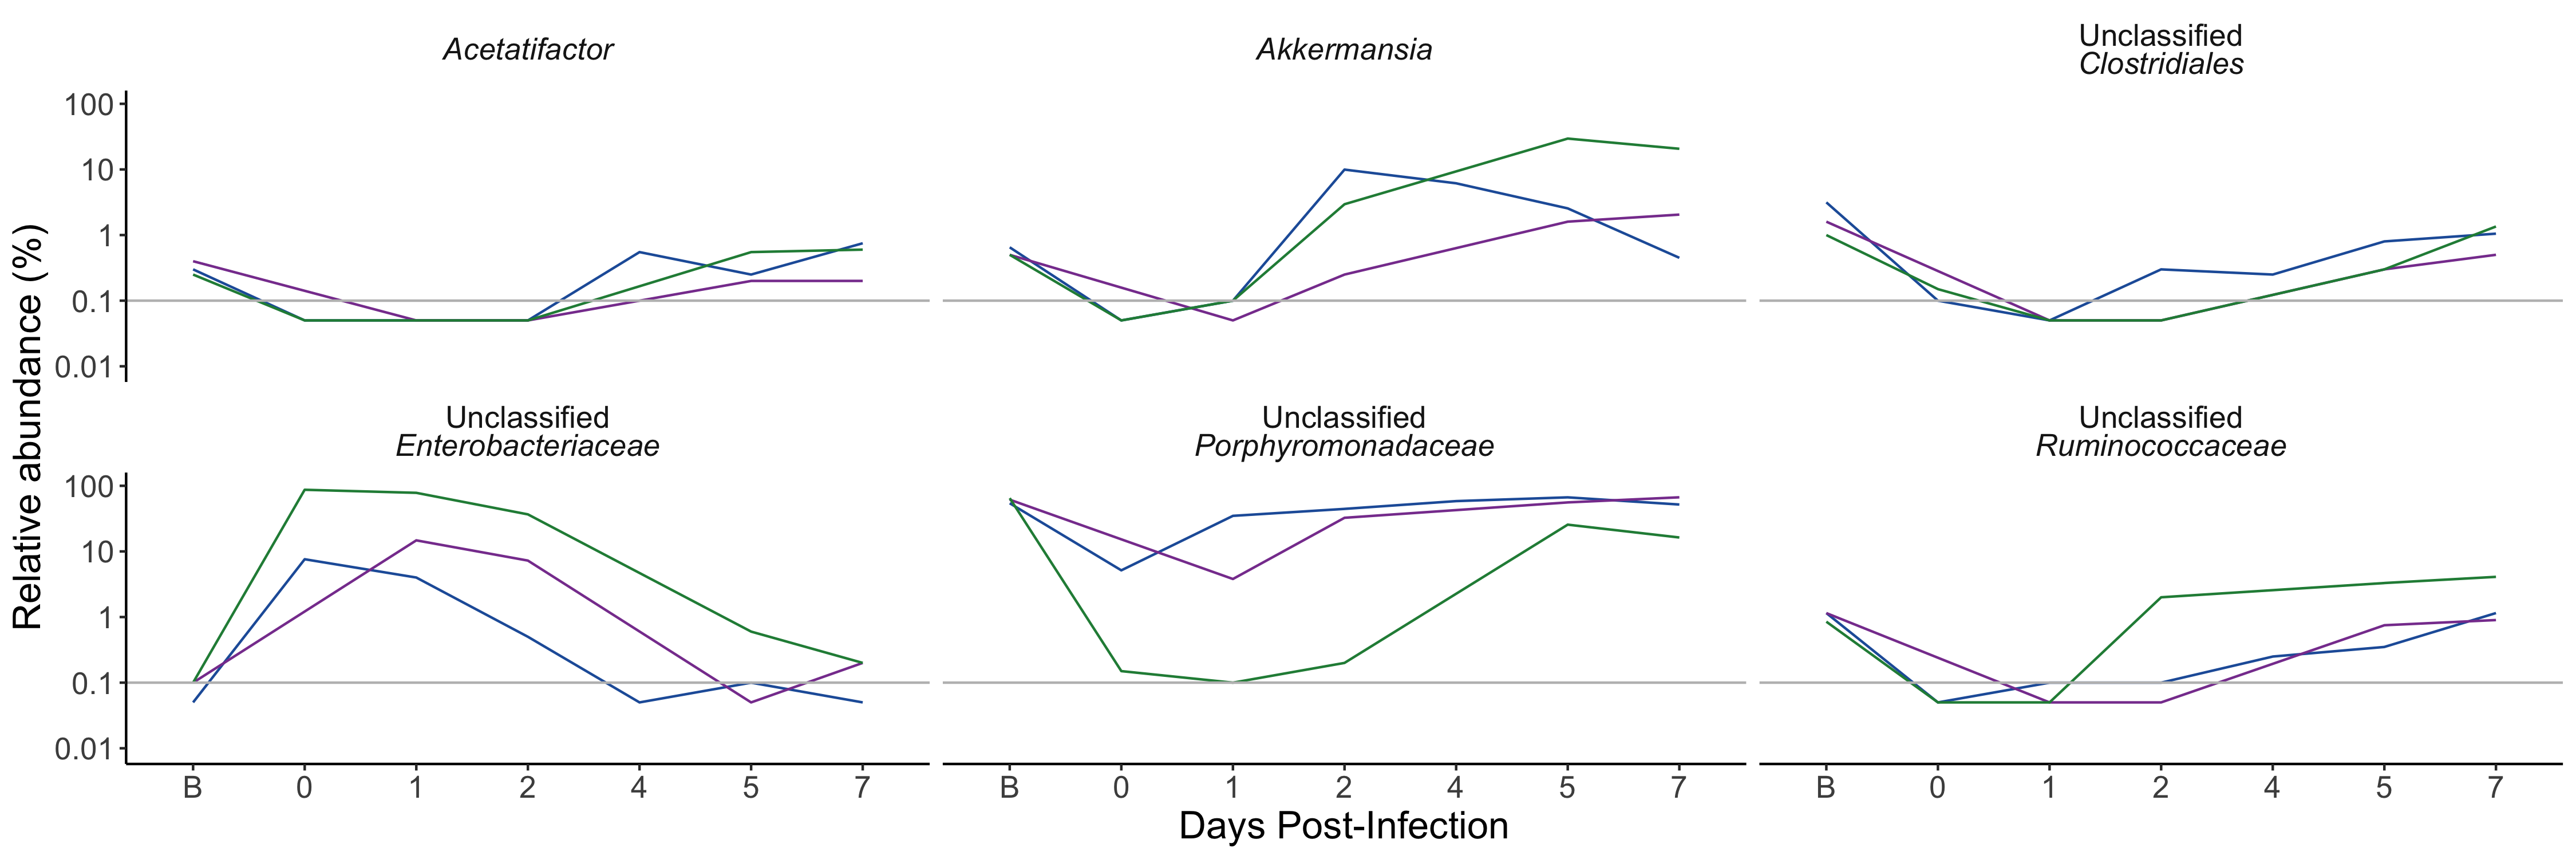 Acetatifactor
Akkermansia
Unclassified
Clostridiales
100
10
1
0.1
0.01
Relative abundance (%)
Unclassified
Enterobacteriaceae
Unclassified
Porphyromonadaceae
Unclassified
Ruminococcaceae
100
10
1
0.1
0.01
B 0 1 2 4 5 7
B 0 1 2 4 5 7
B 0 1 2 4 5 7
Days Post-Infection